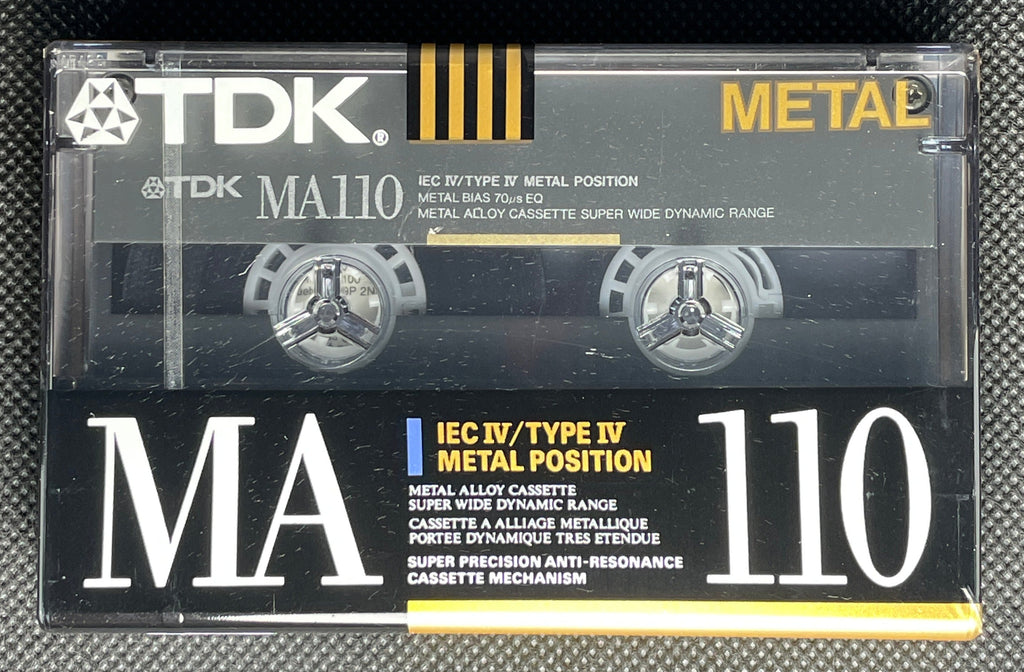 TDK®
METAL
TDK MA110
IEC IV/TYPE IV METAL POSITION
METAL BIAS 70µs EQ
METAL ALLOY CASSETTE SUPER WIDE DYNAMIC RANGE
MA
IEC IV/TYPE IV
METAL POSITION
METAL ALLOY CASSETTE
SUPER WIDE DYNAMIC RANGE
CASSETTE A ALLIAGE METALLIQUE
PORTEE DYNAMIQUE TRES ETENDUE
SUPER PRECISION ANTI-RESONANCE
CASSETTE MECHANISM
110